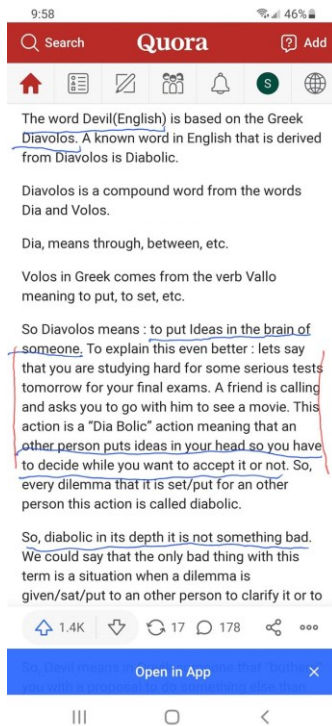 9:58
46%
Search
Quora
Add
S
The word Devil(English) is based on the Greek
Diavolos. A known word in English that is derived
from Diavolos is Diabolic.
Diavolos is a compound word from the words
Dia and Volos.
Dia, means through, between, etc.
Volos in Greek comes from the verb Vallo
meaning to put, to set, etc.
So Diavolos means : to put Ideas in the brain of
someone. To explain this even better : lets say
that you are studying hard for some serious tests
tomorrow for your final exams. A friend is calling
and asks you to go with him to see a movie. This
action is a “Dia Bolic” action meaning that an
other person puts ideas in your head so you have
to decide while you want to accept it or not. So,
every dilemma that it is set/put for an other
person this action is called diabolic.
So, diabolic in its depth it is not something bad.
We could say that the only bad thing with this
term is a situation when a dilemma is
given/sat/put to an other person to clarify it or to
1.4K
17
178
Open in App